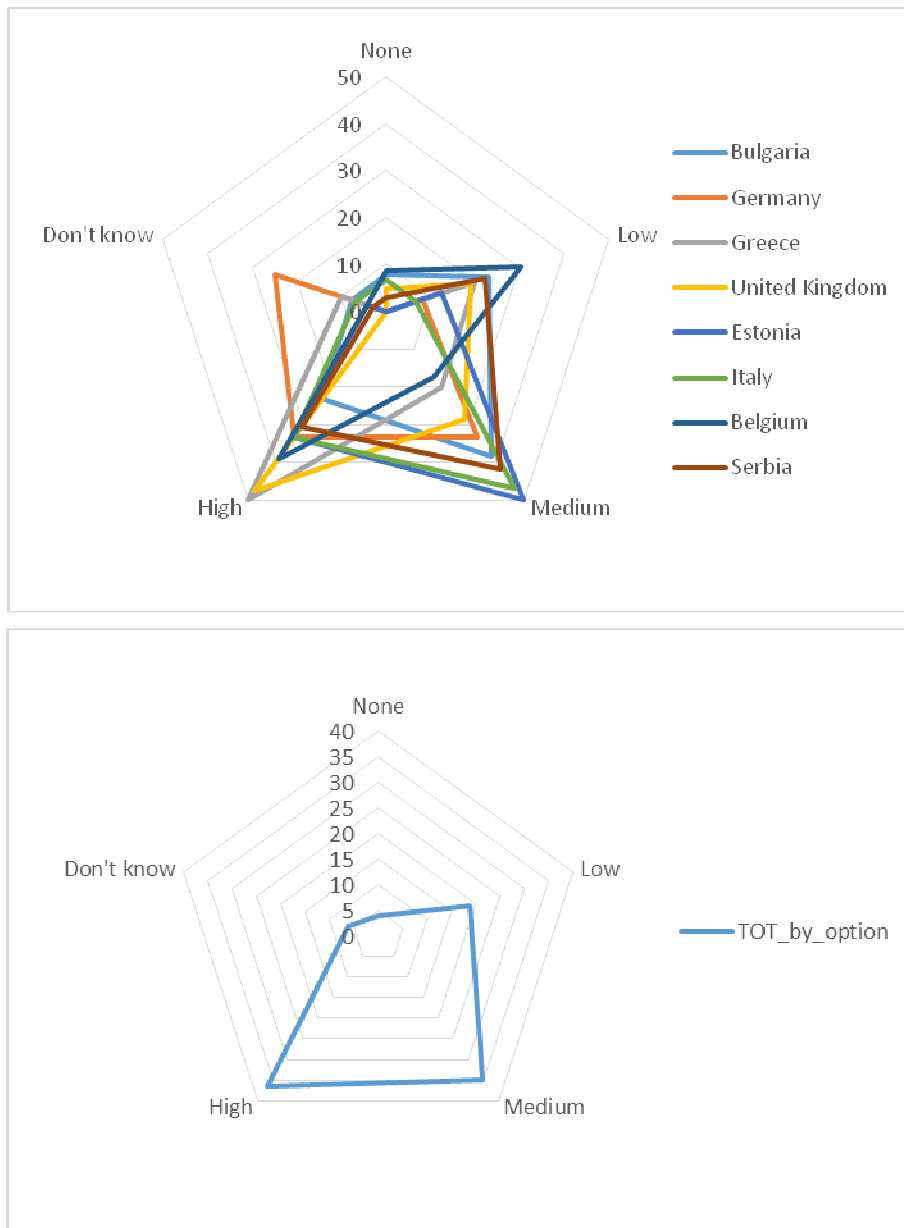 None
50
40
30
20
10
0
Don't know
Low
High
Medium
Bulgaria
Germany
Greece
United Kingdom
Estonia
Italy
Belgium
Serbia
None
40
35
30
25
20
15
10
5
0
Don't know
Low
High
Medium
TOT_by_option